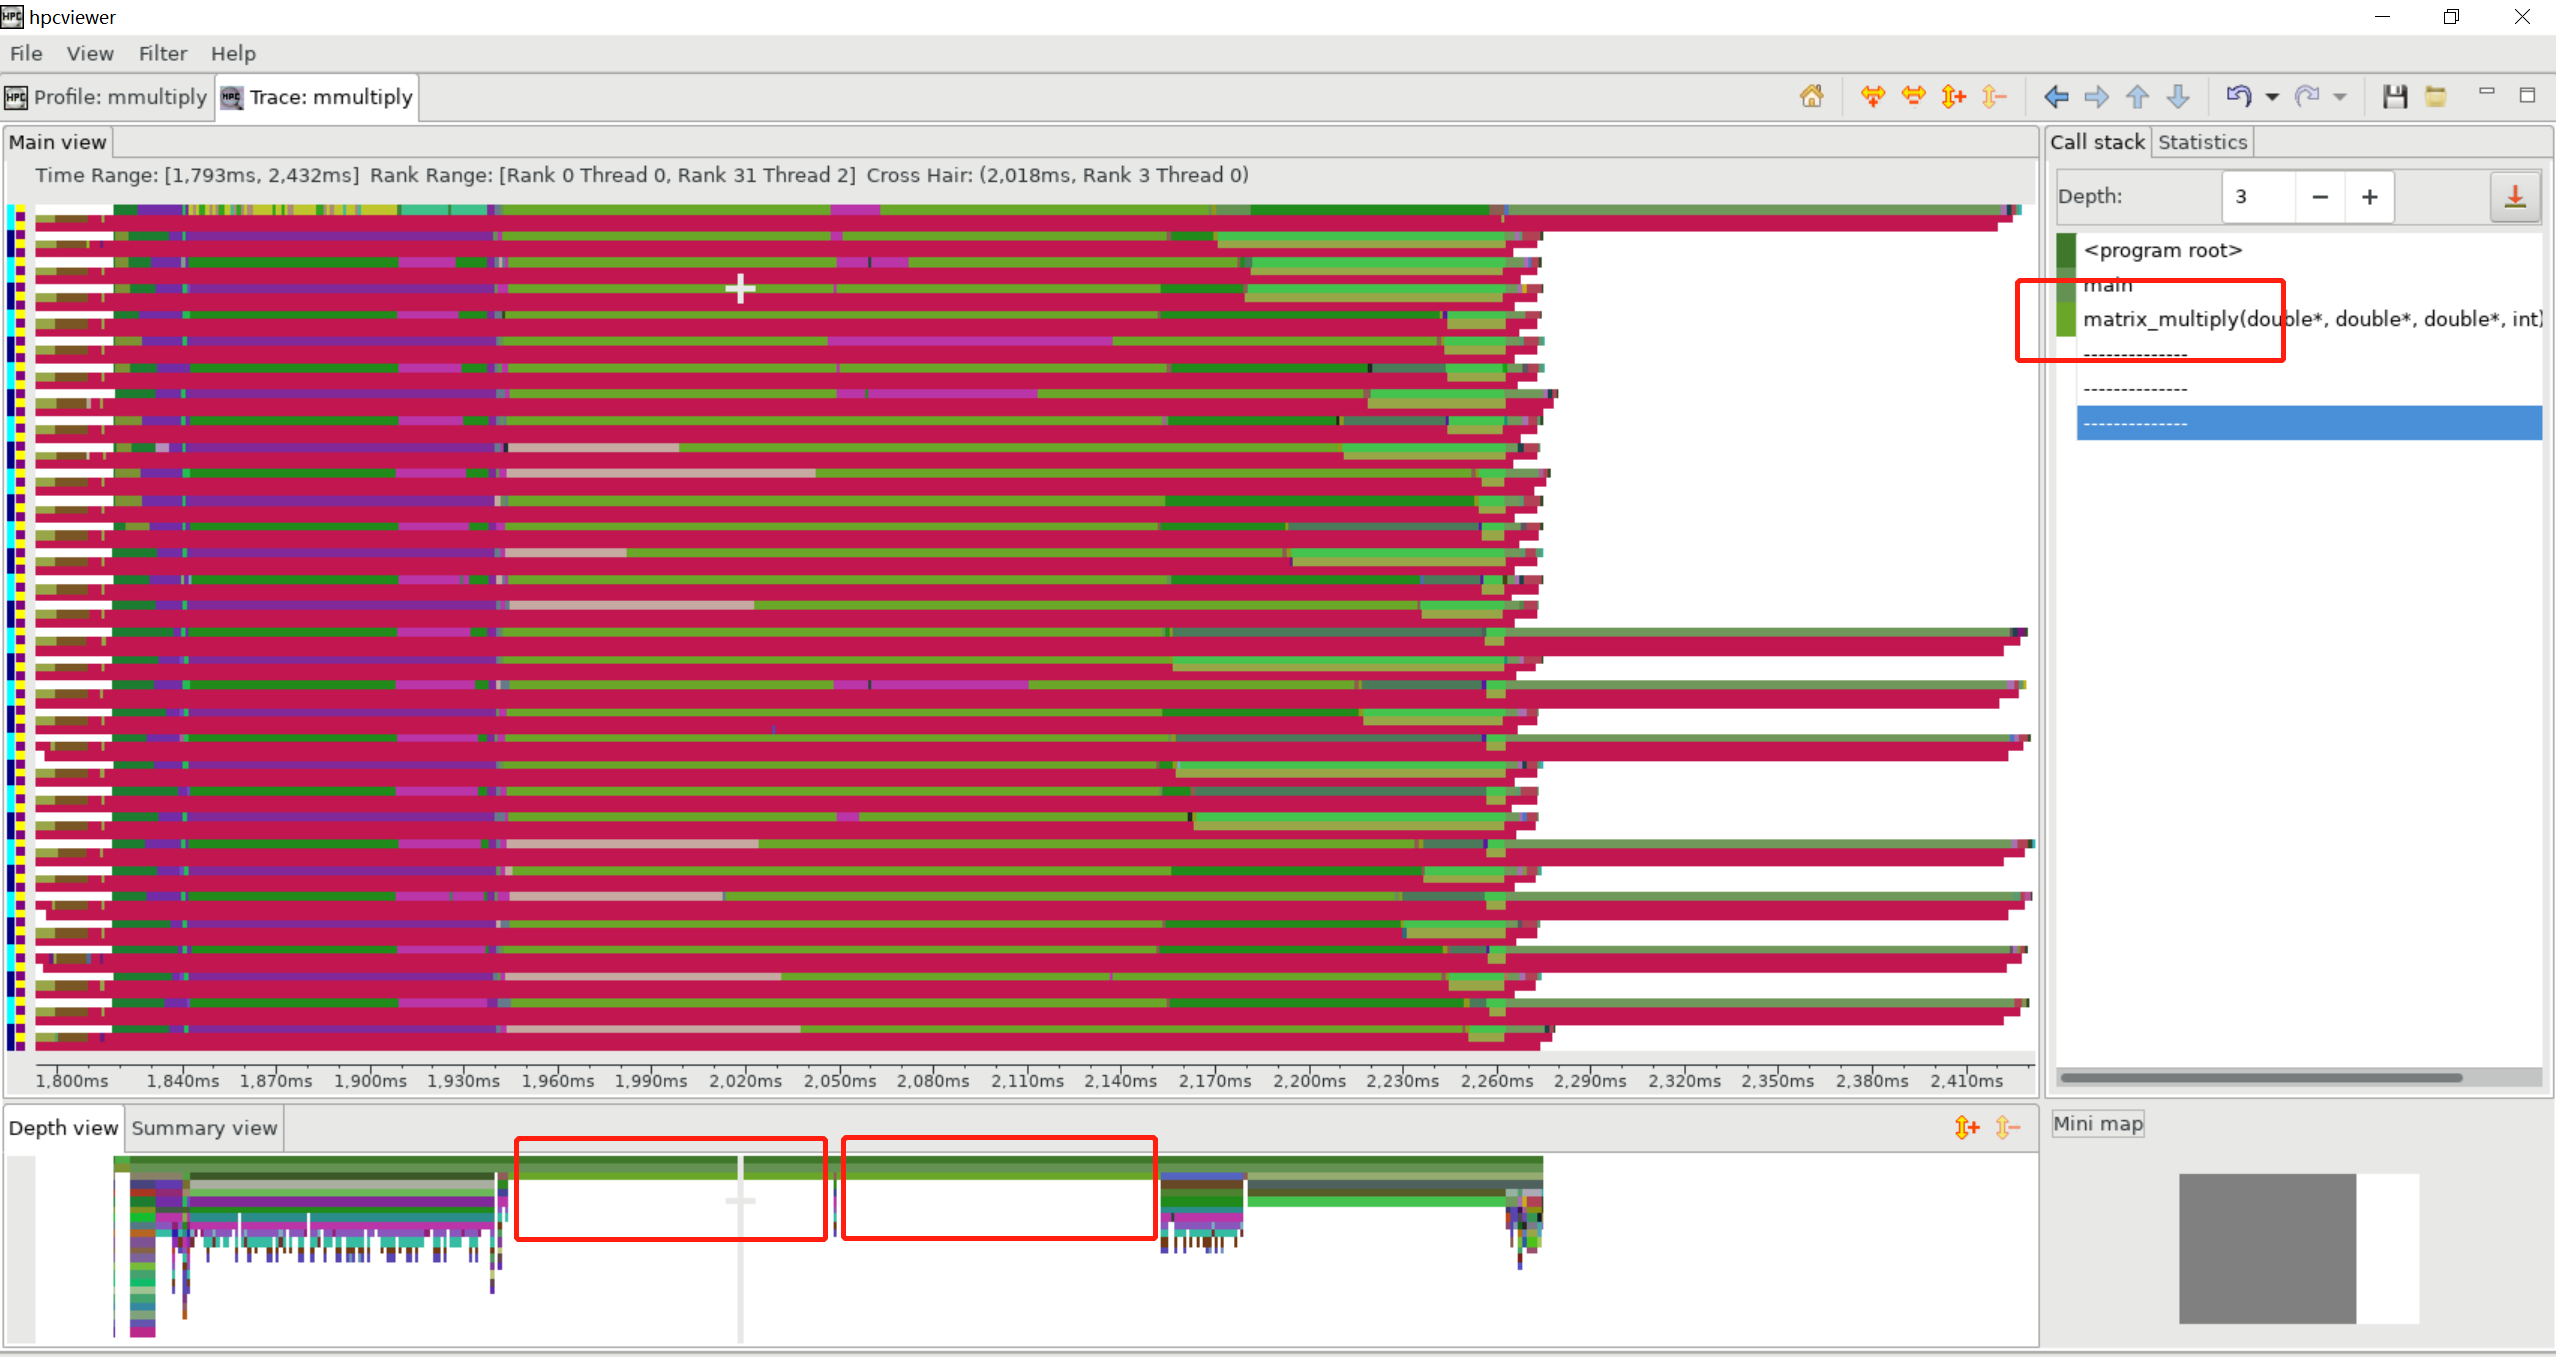 HPC hpcviewer
File View Filter Help
HPC Profile: mmultiply HPC Trace: mmultiply
Main view
Time Range: [1,793ms, 2,432ms] Rank Range: [Rank 0 Thread 0, Rank 31 Thread 2] Cross Hair: (2,018ms, Rank 3 Thread 0)
1,800ms 1,840ms 1,870ms 1,900ms 1,930ms 1,960ms 1,990ms 2,020ms 2,050ms 2,080ms 2,110ms 2,140ms 2,170ms 2,200ms 2,230ms 2,260ms 2,290ms 2,320ms 2,350ms 2,380ms 2,410ms
Call stack Statistics
Depth: 3 − +
<program root>
main
matrix_multiply(double*, double*, double*, int)
--------------
--------------
--------------
Depth view Summary view
Mini map